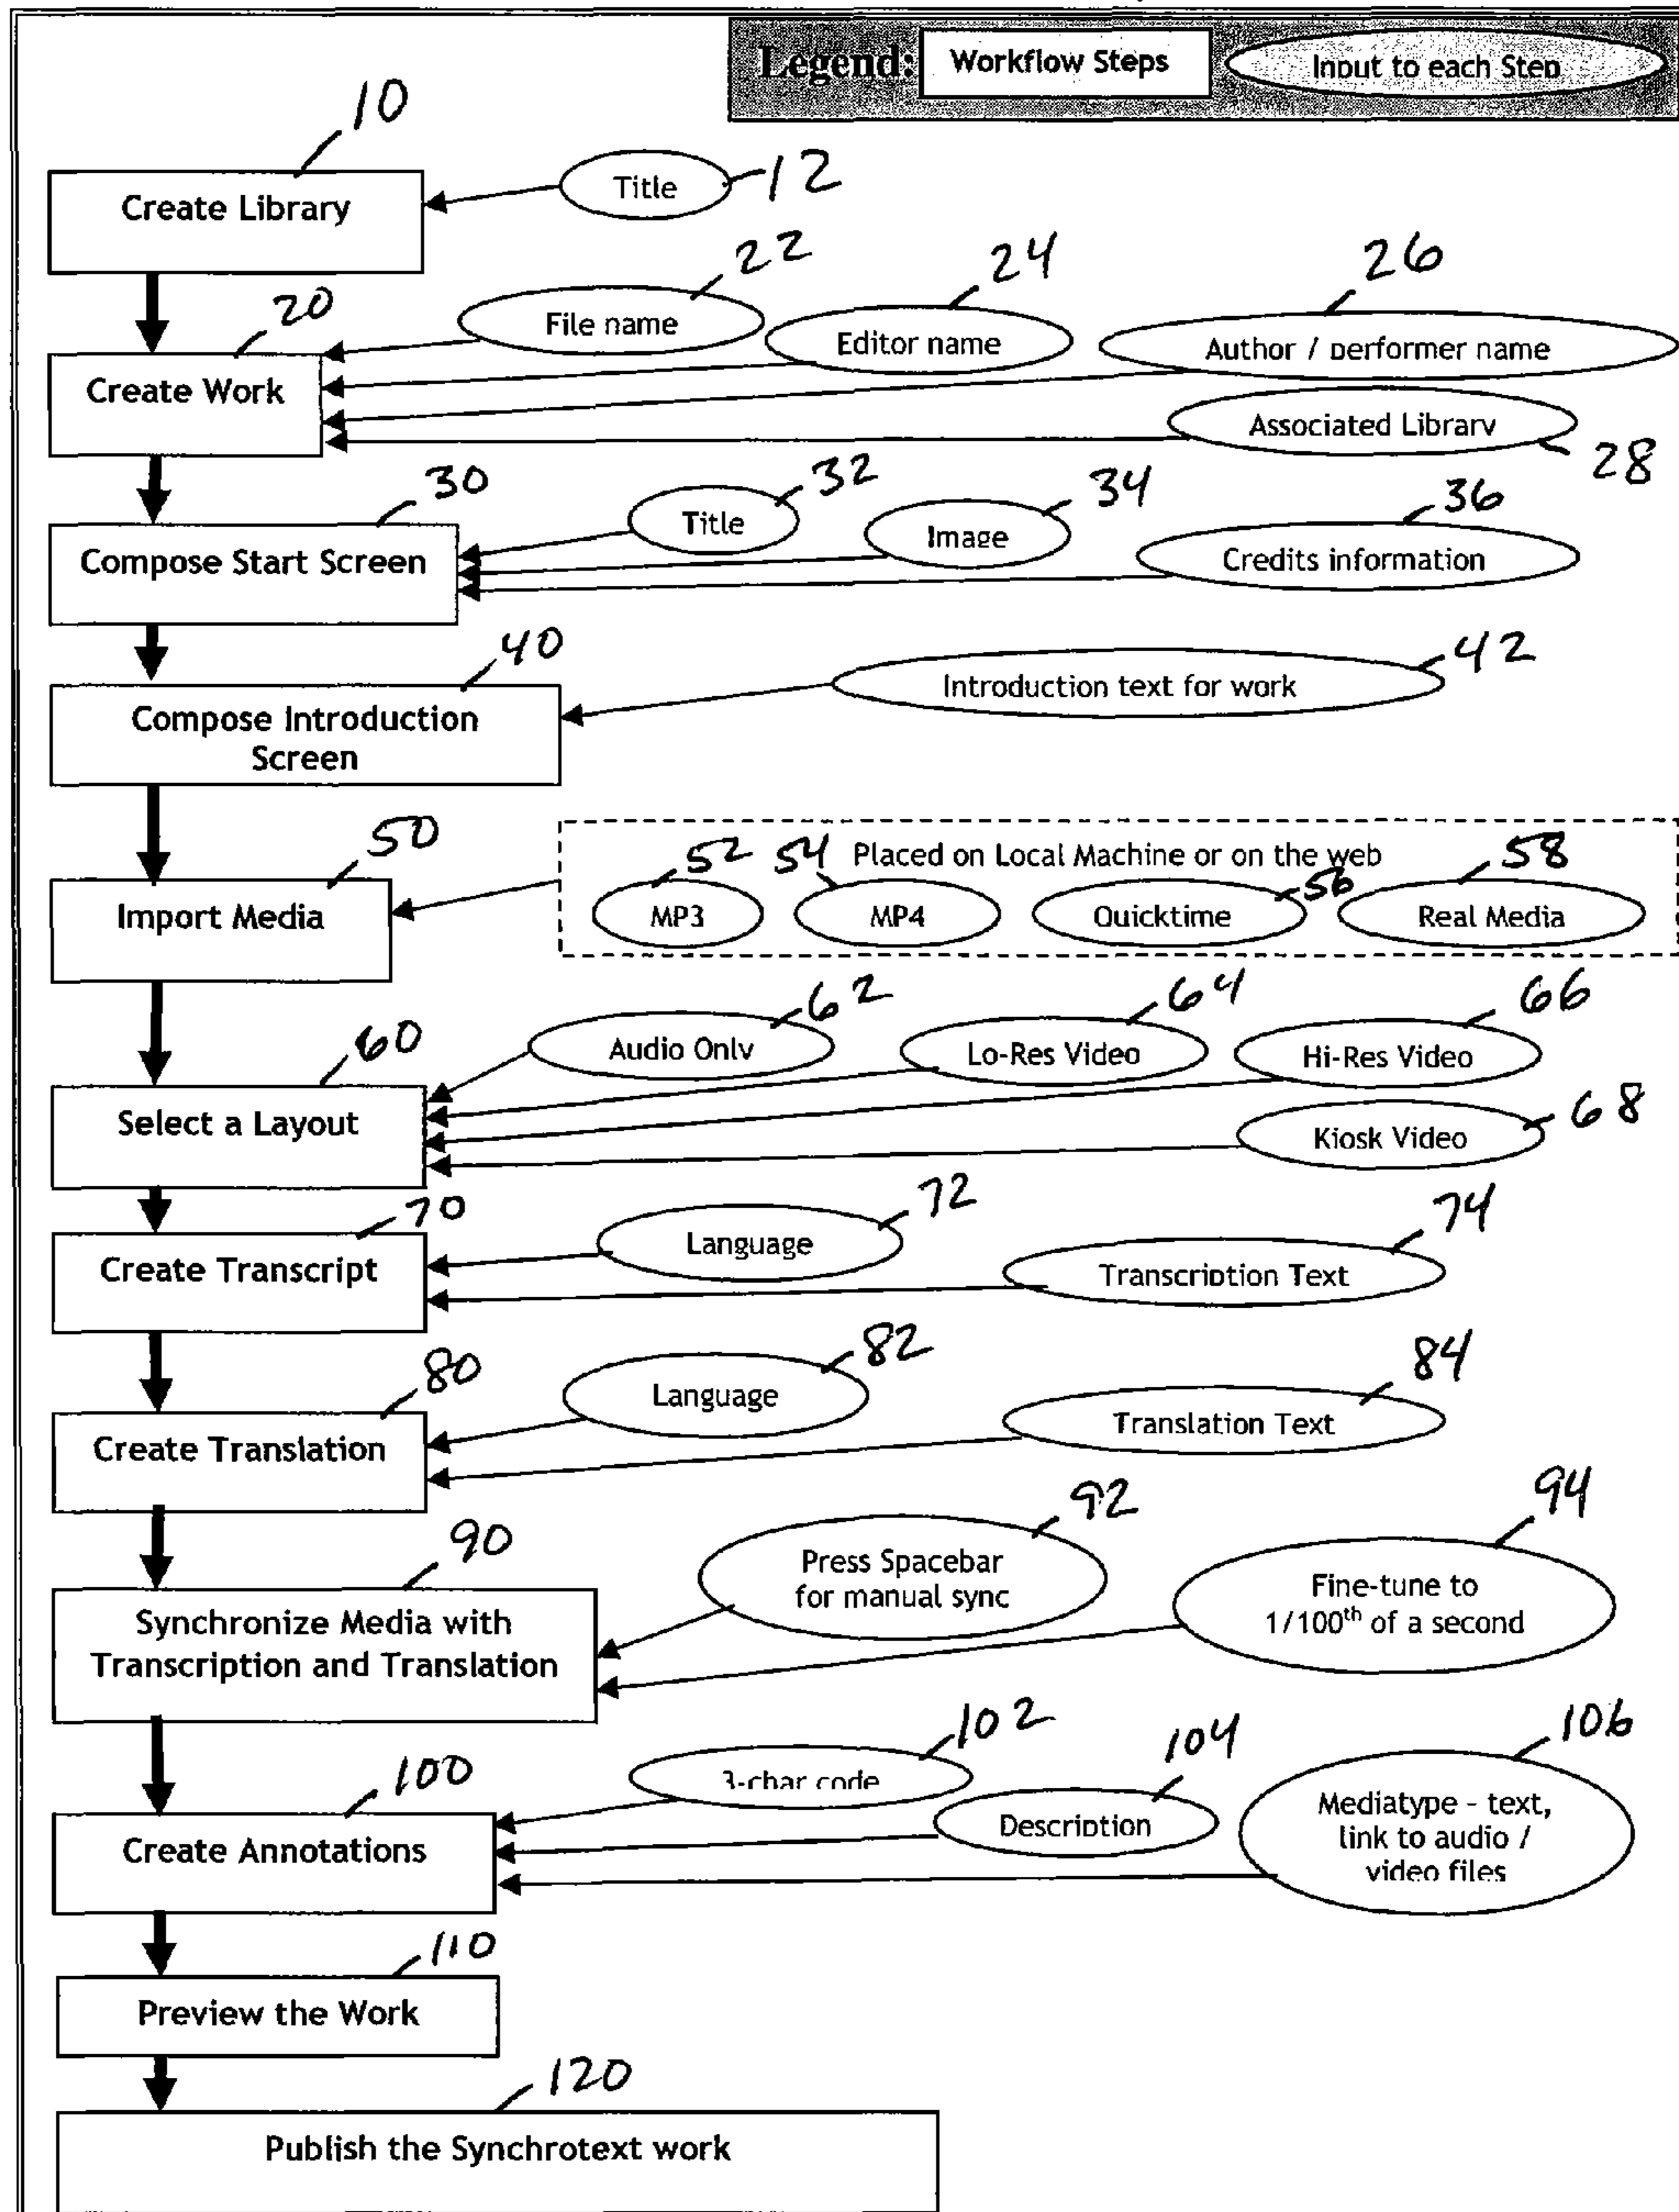 Legend: Workflow Steps Input to each Step
10
Create Library
Title
12
22
24
26
20
File name
Editor name
Author / performer name
Create Work
Associated Library
28
30
32
34
36
Title
Image
Credits information
Compose Start Screen
40
42
Introduction text for work
Compose Introduction
Screen
50
52 54 Placed on Local Machine or on the web 58
56
Import Media
MP3
MP4
Quicktime
Real Media
62
64
66
60
Audio Only
Lo-Res Video
Hi-Res Video
Select a Layout
Kiosk Video
68
70
72
74
Language
Create Transcript
Transcription Text
80
82
84
Language
Translation Text
Create Translation
90
92
94
Press Spacebar
for manual sync
Fine-tune to
1/100th of a second
Synchronize Media with
Transcription and Translation
100
102
104
106
3-char code
Description
Mediatype - text,
link to audio /
video files
Create Annotations
110
Preview the Work
120
Publish the Synchrotext work